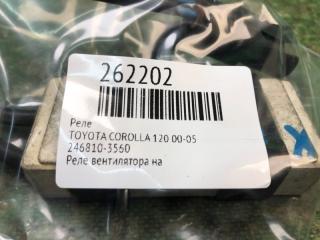 262202
Реле
TOYOTA COROLLA 120 00-05
246810-3560
Реле вентилятора на